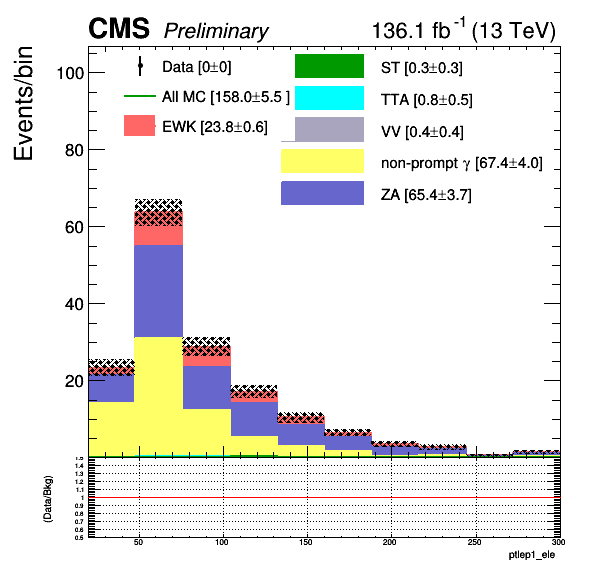 CMS Preliminary 136.1 fb⁻¹ (13 TeV)
Events/bin
100
80
60
40
20
Data [0±0]
All MC [158.0±5.5 ]
EWK [23.8±0.6]
ST [0.3±0.3]
TTA [0.8±0.5]
VV [0.4±0.4]
non-prompt γ [67.4±4.0]
ZA [65.4±3.7]
(Data/Bkg)
1.5
1.4
1.3
1.2
1.1
1
0.9
0.8
0.7
0.6
0.5
50 100 150 200 250 300
ptlep1_ele